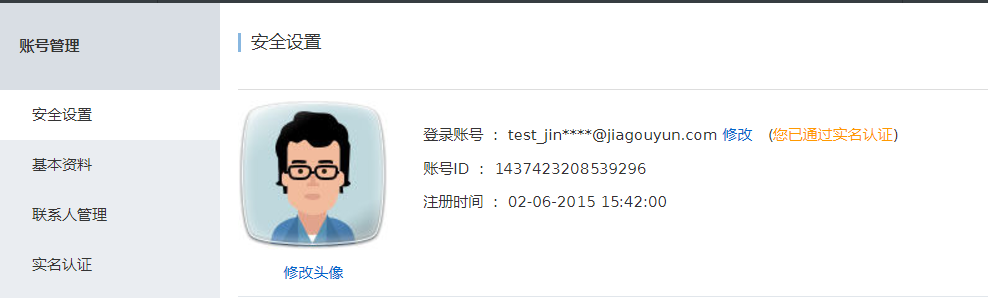 账号管理
安全设置
基本资料
联系人管理
实名认证
安全设置
登录账号 ： test_jin****@jiagouyun.com 修改 (您已通过实名认证)
账号ID ： 1437423208539296
注册时间 ： 02-06-2015 15:42:00
修改头像